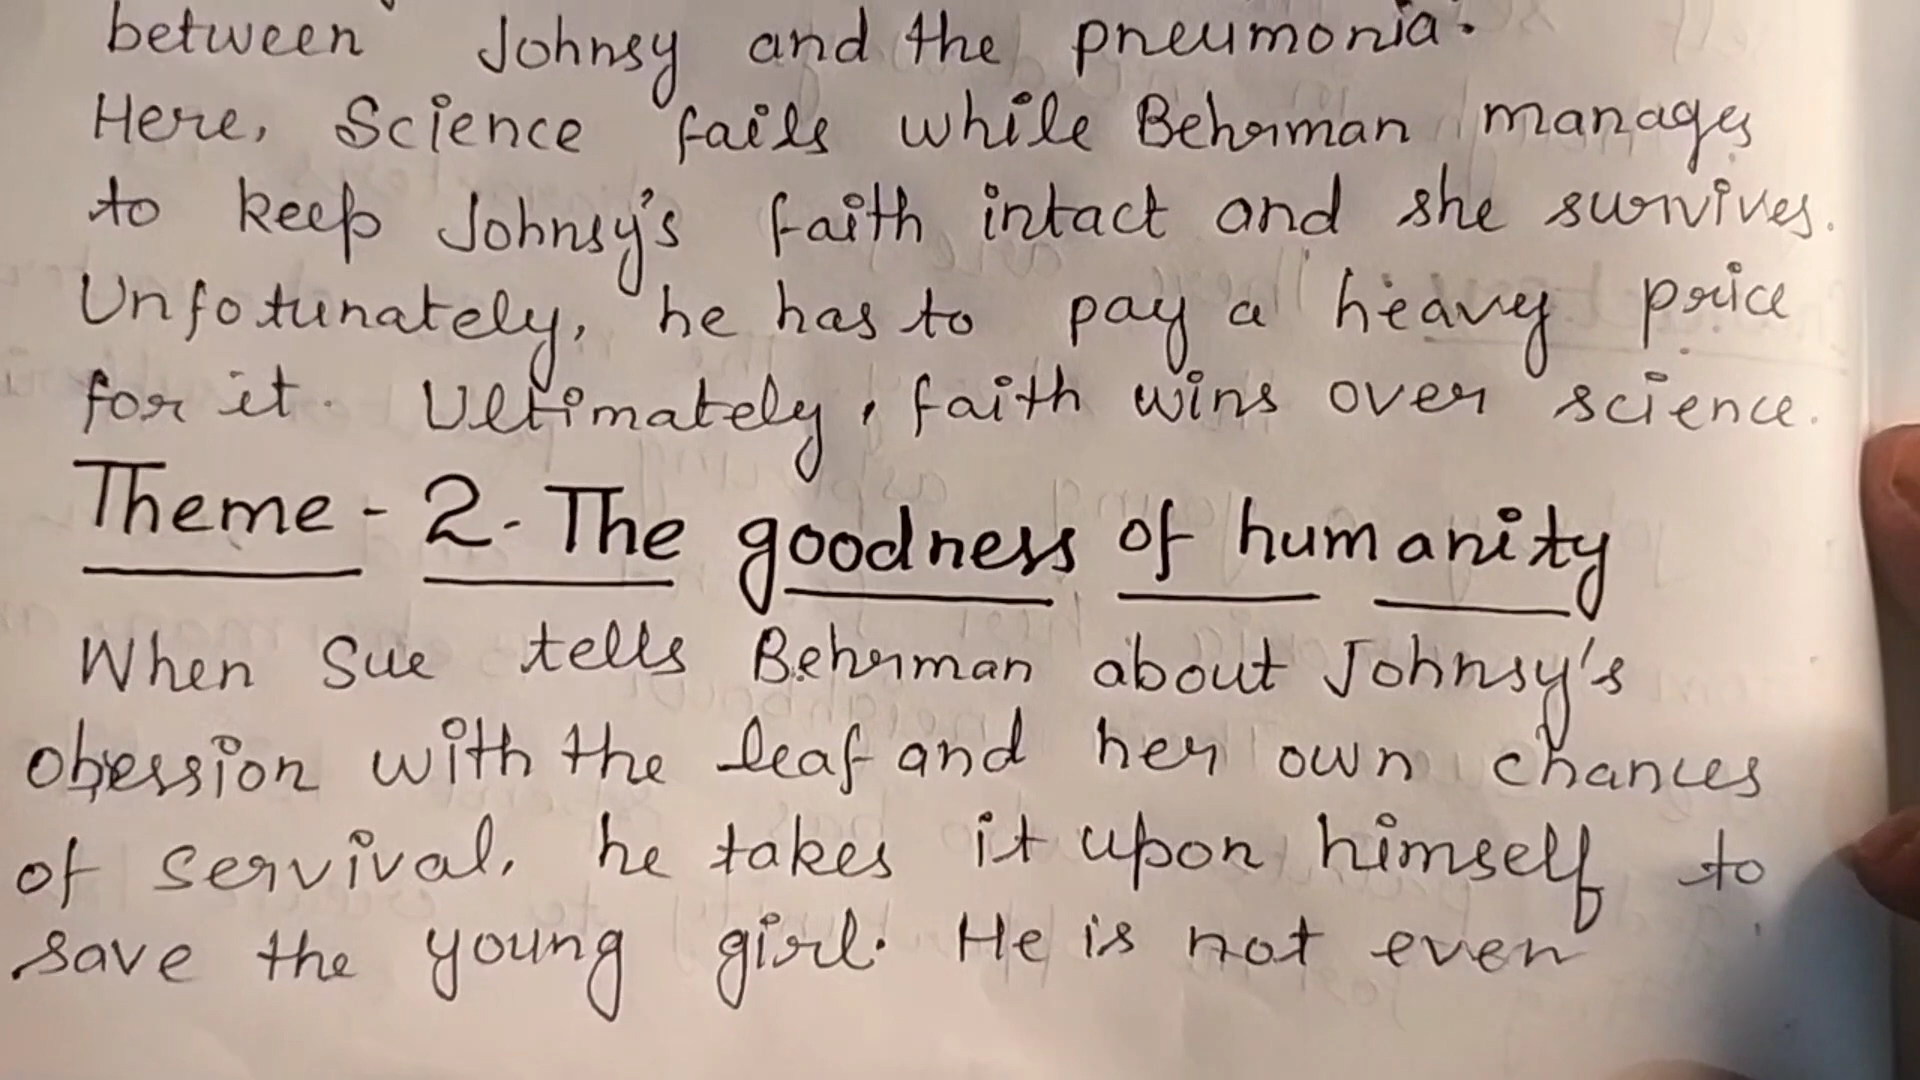 between Johnsy and the pneumonia.
Here, Science fails while Behrman manages
to keep Johnsy's faith intact and she survives.
Unfotunately, he has to pay a heavy price
for it. Ultimately, faith wins over science.
Theme - 2 - The goodness of humanity
When Sue tells Behrman about Johnsy's
obsession with the leaf and her own chances
of servival, he takes it upon himself to
save the young girl. He is not even